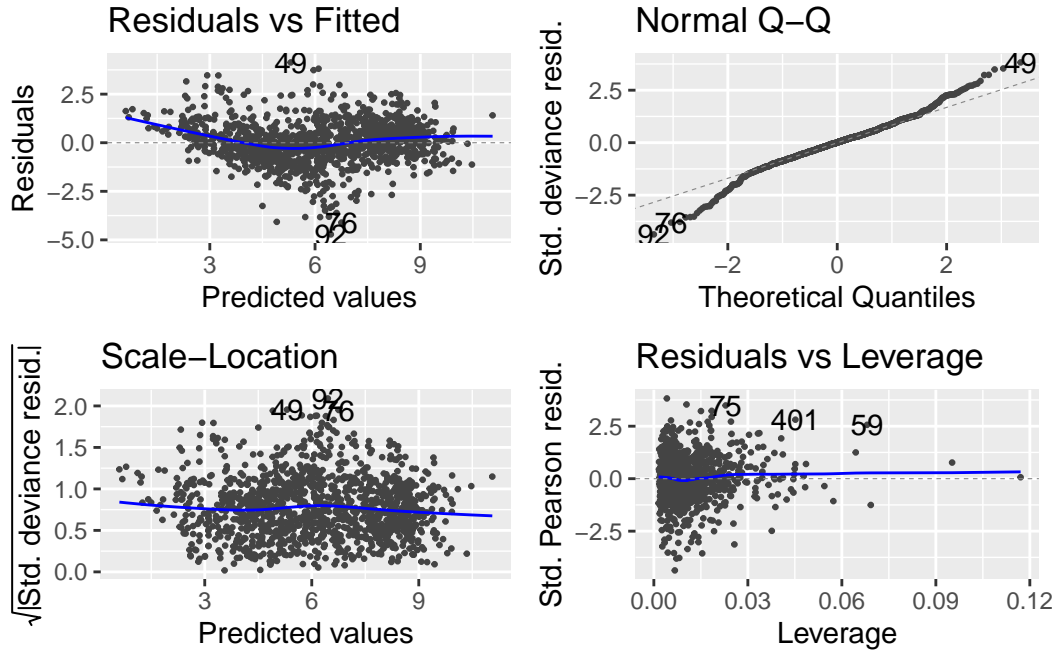 Residuals vs Fitted
Residuals
2.5
0.0
−2.5
−5.0
49
76
92
3 6 9
Predicted values
Normal Q−Q
Std. deviance resid.
2.5
0.0
−2.5
49
76
92
−2 0 2
Theoretical Quantiles
Scale−Location
√|Std. deviance resid.|
2.0
1.5
1.0
0.5
0.0
92
49 76
3 6 9
Predicted values
Residuals vs Leverage
Std. Pearson resid.
2.5
0.0
−2.5
75
401 59
0.00 0.03 0.06 0.09 0.12
Leverage